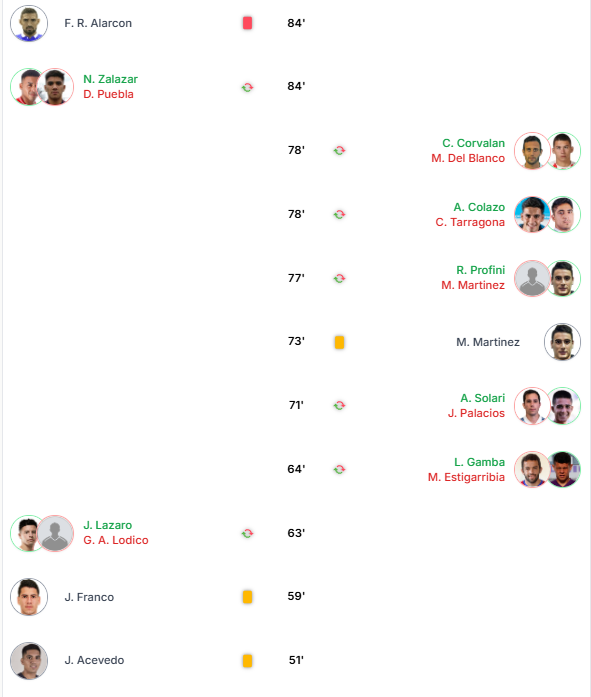 F. R. Alarcon 84'
N. Zalazar 84'
D. Puebla
78' C. Corvalan
M. Del Blanco
78' A. Colazo
C. Tarragona
77' R. Profini
M. Martinez
73' M. Martinez
71' A. Solari
J. Palacios
64' L. Gamba
M. Estigarribia
J. Lazaro 63'
G. A. Lodico
J. Franco 59'
J. Acevedo 51'